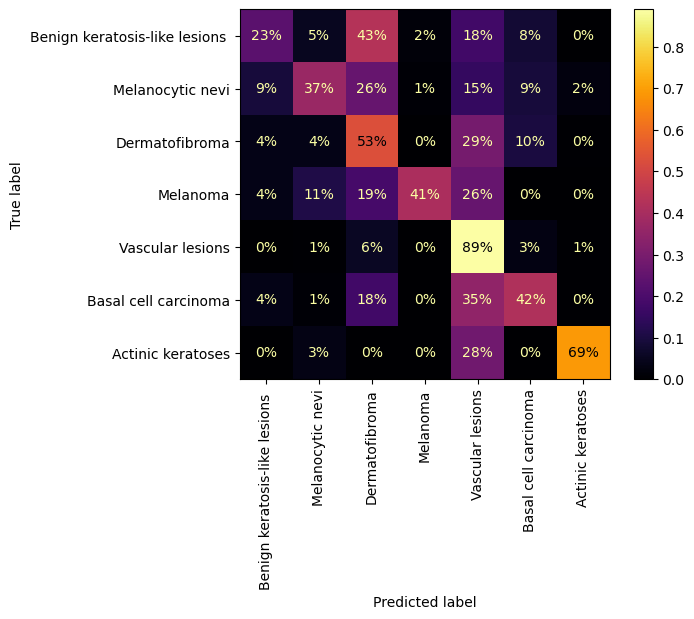 Benign keratosis-like lesions 23% 5% 43% 2% 18% 8% 0%
Melanocytic nevi 9% 37% 26% 1% 15% 9% 2%
Dermatofibroma 4% 4% 53% 0% 29% 10% 0%
Melanoma 4% 11% 19% 41% 26% 0% 0%
Vascular lesions 0% 1% 6% 0% 89% 3% 1%
Basal cell carcinoma 4% 1% 18% 0% 35% 42% 0%
Actinic keratoses 0% 3% 0% 0% 28% 0% 69%
True label
Benign keratosis-like lesions
Melanocytic nevi
Dermatofibroma
Melanoma
Vascular lesions
Basal cell carcinoma
Actinic keratoses
Predicted label
0.8
0.7
0.6
0.5
0.4
0.3
0.2
0.1
0.0